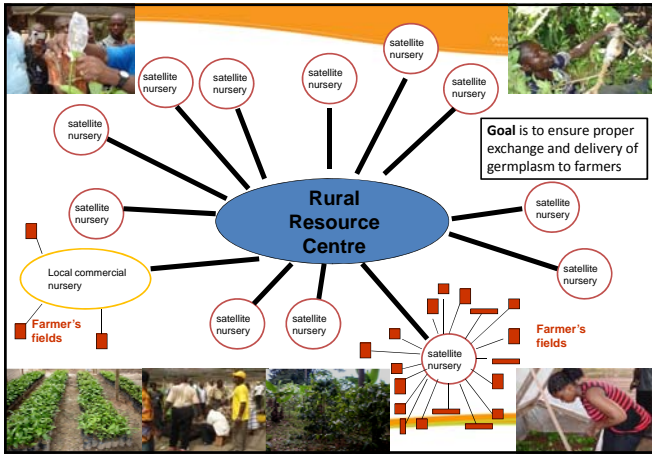 satellite
nursery
satellite
nursery
satellite
nursery
satellite
nursery
satellite
nursery
satellite
nursery
Goal is to ensure proper
exchange and delivery of
germplasm to farmers
Rural
Resource
Centre
satellite
nursery
satellite
nursery
satellite
nursery
Local commercial
nursery
Farmer's
fields
satellite
nursery
satellite
nursery
satellite
nursery
Farmer's
fields